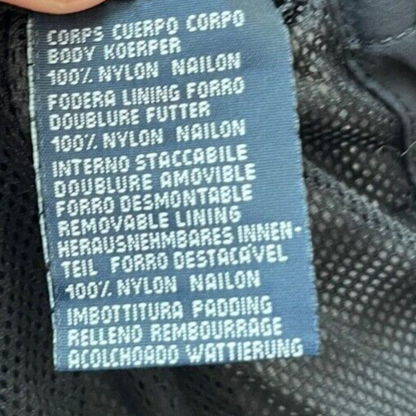 CORPS CUERPO CORPO
BODY KOERPER
100% NYLON NAILON
FODERA LINING FORRO
DOUBLURE FUTTER
100% NYLON NAILON
INTERNO STACCABILE
DOUBLURE AMOVIBLE
FORRO DESMONTABLE
REMOVABLE LINING
HERAUSNEHMBARES INNEN-
TEIL FORRO DESTACÁVEL
100% NYLON NAILON
IMBOTTITURA PADDING
RELLENO REMBOURRAGE
ACOLCHOADO WATTIERUNG